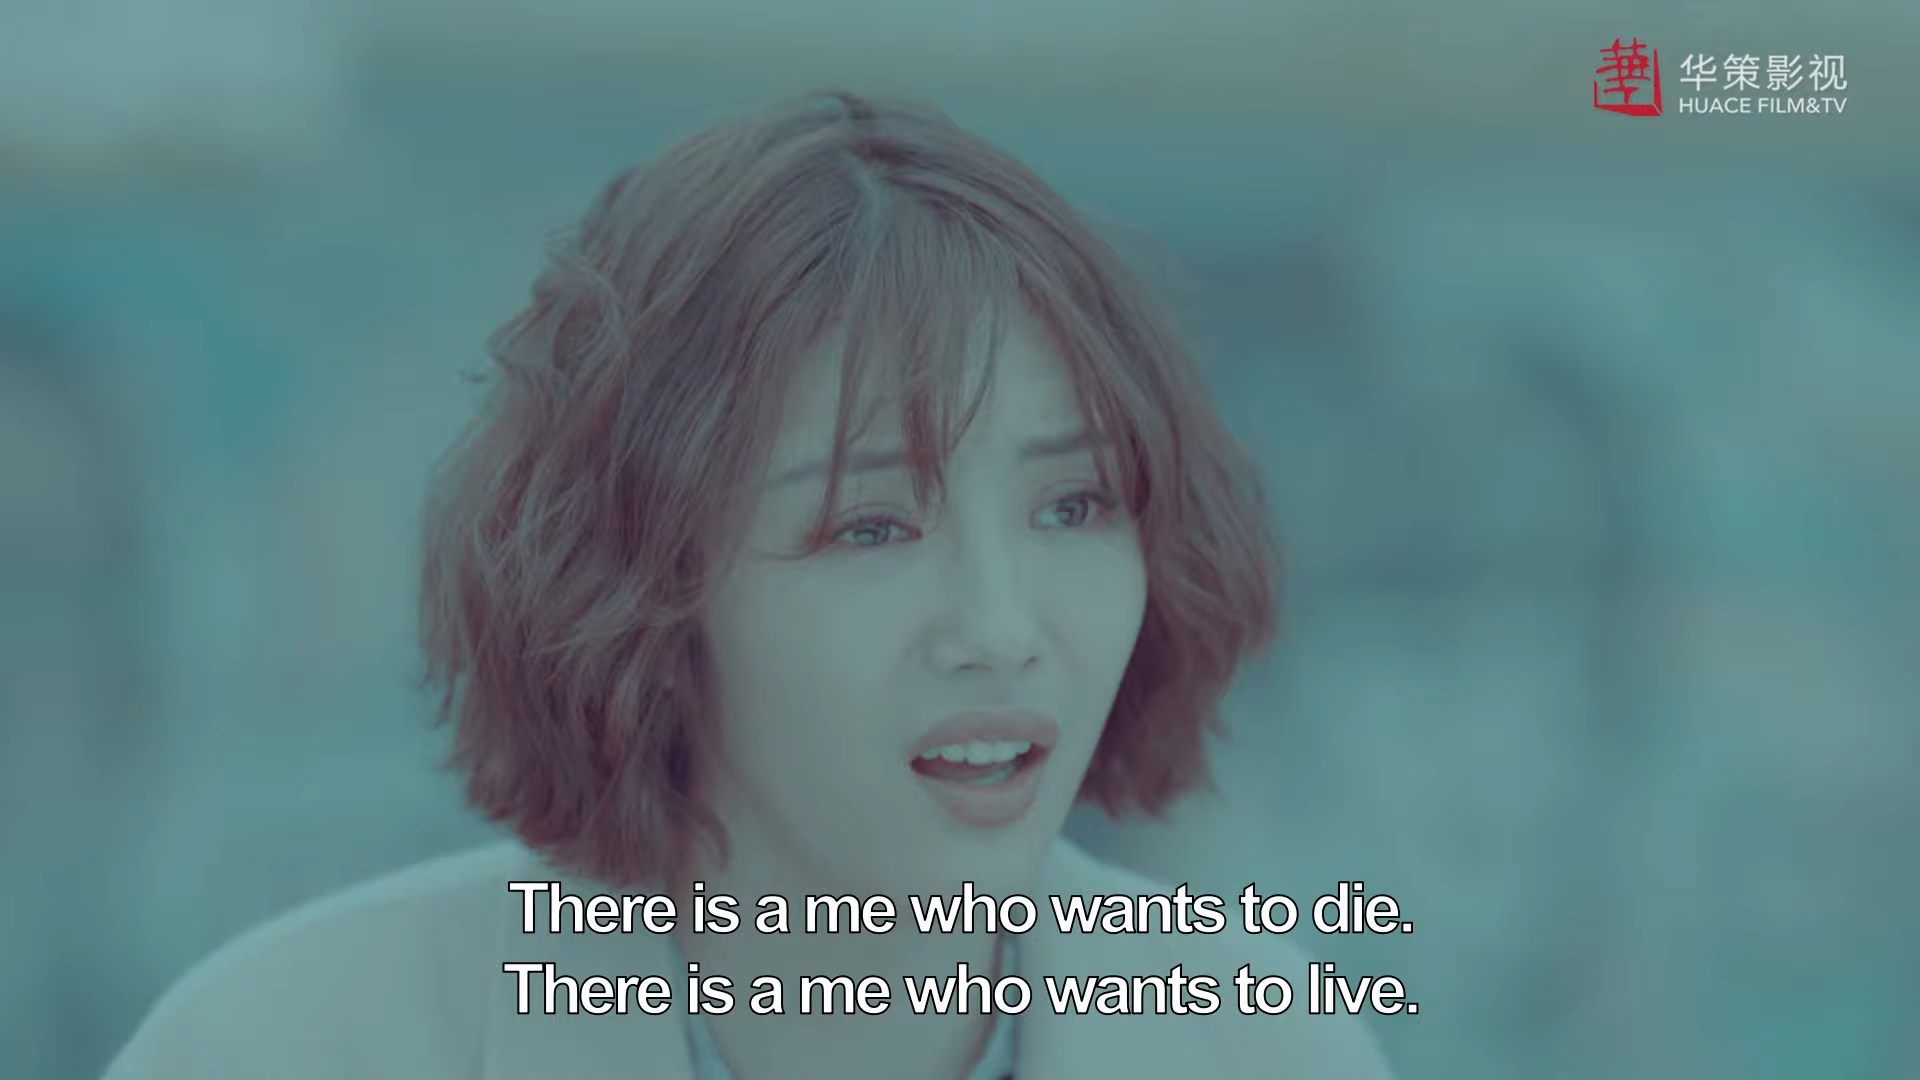 华策影视
HUACE FILM&TV
There is a me who wants to die.
There is a me who wants to live.